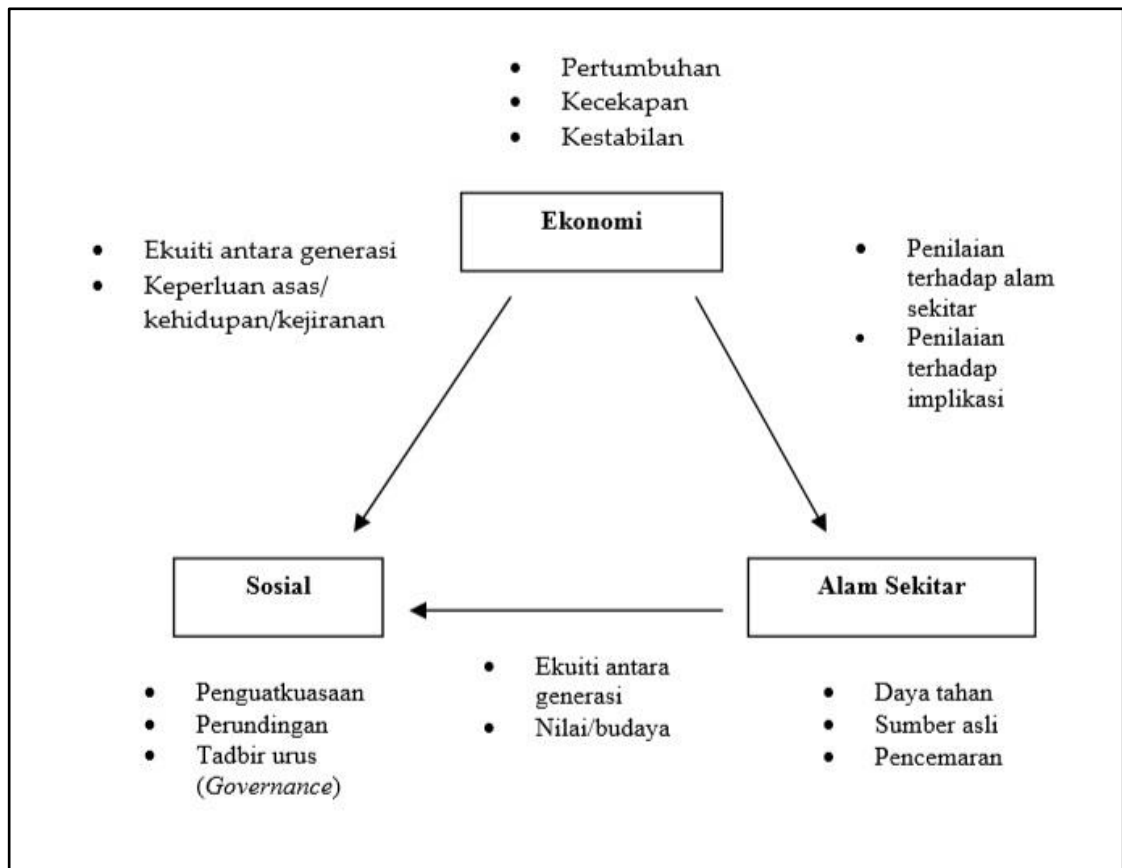 • Pertumbuhan
• Kecekapan
• Kestabilan
Ekonomi
• Ekuiti antara generasi
• Keperluan asas/
kehidupan/kejiranan
• Penilaian
terhadap alam
sekitar
• Penilaian
terhadap
implikasi
Sosial
Alam Sekitar
• Penguatkuasaan
• Perundingan
• Tadbir urus
(Governance)
• Ekuiti antara
generasi
• Nilai/budaya
• Daya tahan
• Sumber asli
• Pencemaran